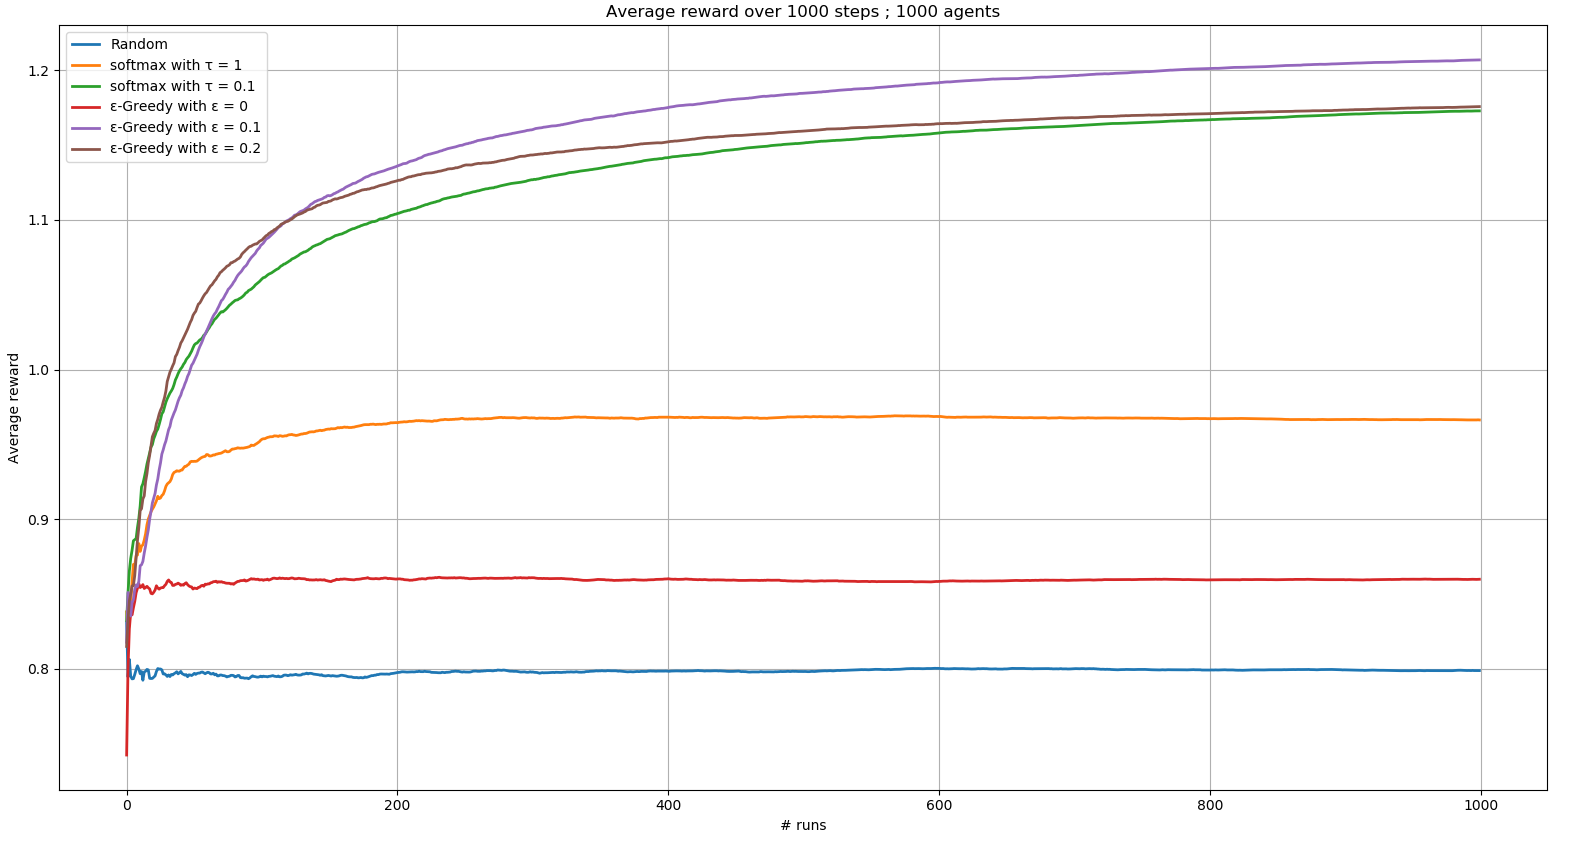 Average reward over 1000 steps ; 1000 agents
Random
softmax with τ = 1
softmax with τ = 0.1
ε-Greedy with ε = 0
ε-Greedy with ε = 0.1
ε-Greedy with ε = 0.2
1.2
1.1
1.0
0.9
0.8
Average reward
0 200 400 600 800 1000
# runs